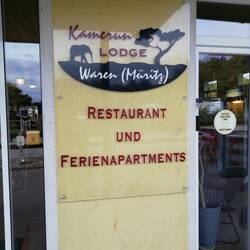 Kamerun
LODGE
Waren (Müritz)
RESTAURANT
UND
FERIENAPARTMENTS